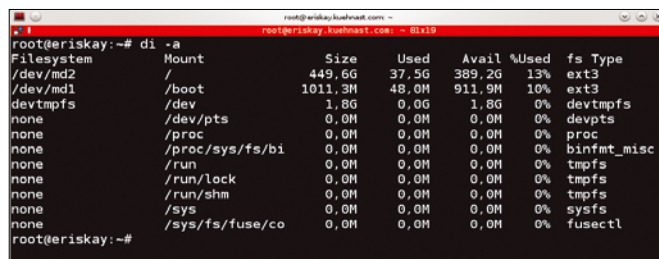 root@eriskay.kuehnast.com: ~
root@eriskay.kuehnast.com: ~ 81x19
root@eriskay:~# di -a
Filesystem Mount Size Used Avail %Used fs Type
/dev/md2 / 449,6G 37,5G 389,2G 13% ext3
/dev/md1 /boot 1011,3M 48,0M 911,9M 10% ext3
devtmpfs /dev 1,8G 0,0G 1,8G 0% devtmpfs
none /dev/pts 0,0M 0,0M 0,0M 0% devpts
none /proc 0,0M 0,0M 0,0M 0% proc
none /proc/sys/fs/bi 0,0M 0,0M 0,0M 0% binfmt_misc
none /run 0,0M 0,0M 0,0M 0% tmpfs
none /run/lock 0,0M 0,0M 0,0M 0% tmpfs
none /run/shm 0,0M 0,0M 0,0M 0% tmpfs
none /sys 0,0M 0,0M 0,0M 0% sysfs
none /sys/fs/fuse/co 0,0M 0,0M 0,0M 0% fusectl
root@eriskay:~#